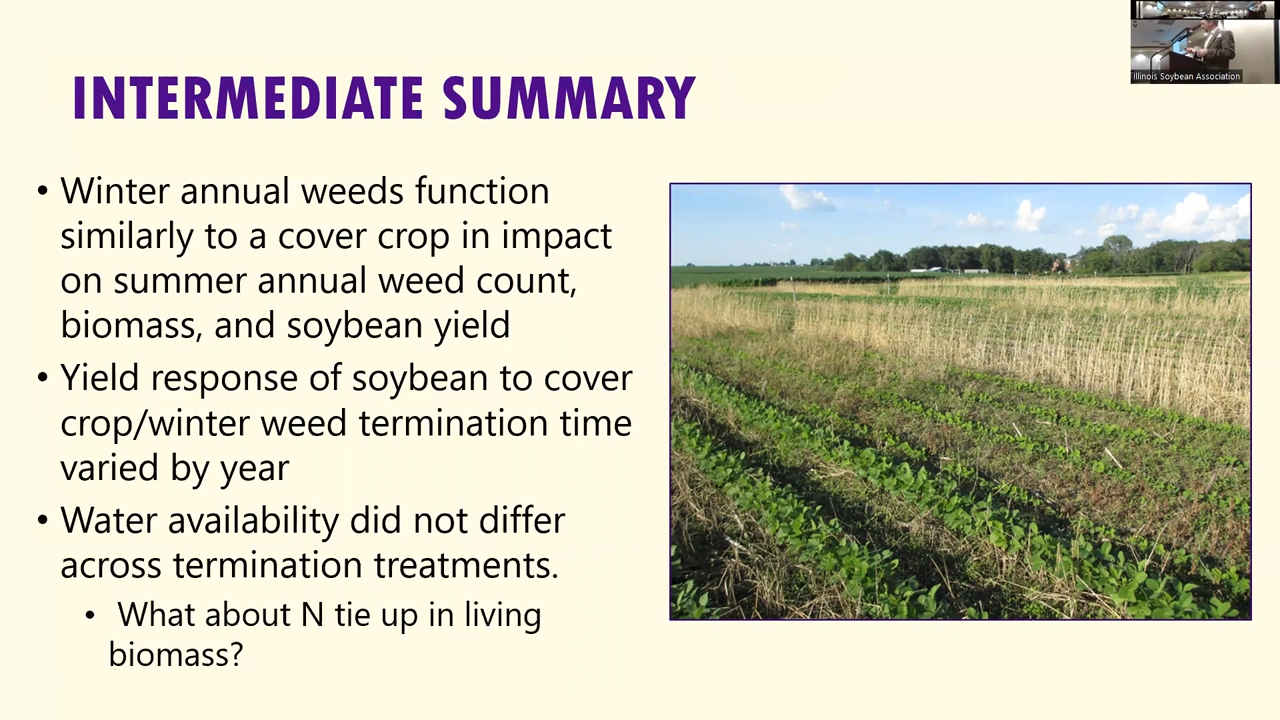 INTERMEDIATE SUMMARY
• Winter annual weeds function
similarly to a cover crop in impact
on summer annual weed count,
biomass, and soybean yield
• Yield response of soybean to cover
crop/winter weed termination time
varied by year
• Water availability did not differ
across termination treatments.
• What about N tie up in living
biomass?
Illinois Soybean Association